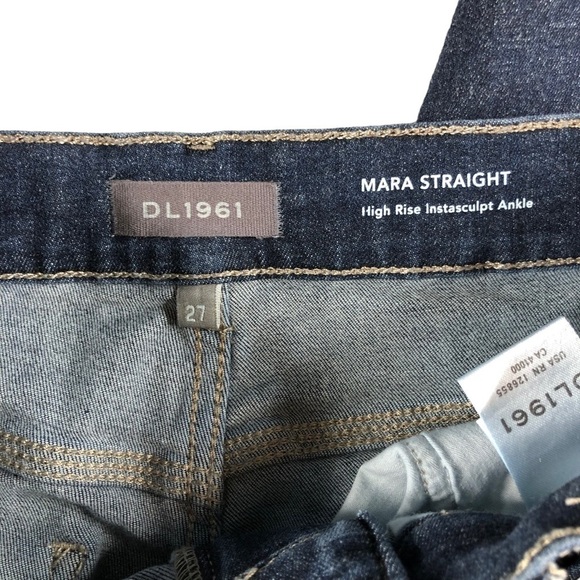 MARA STRAIGHT
DL1961
High Rise Instasculpt Ankle
27
DL1961
USA RN 126855
CA 41000